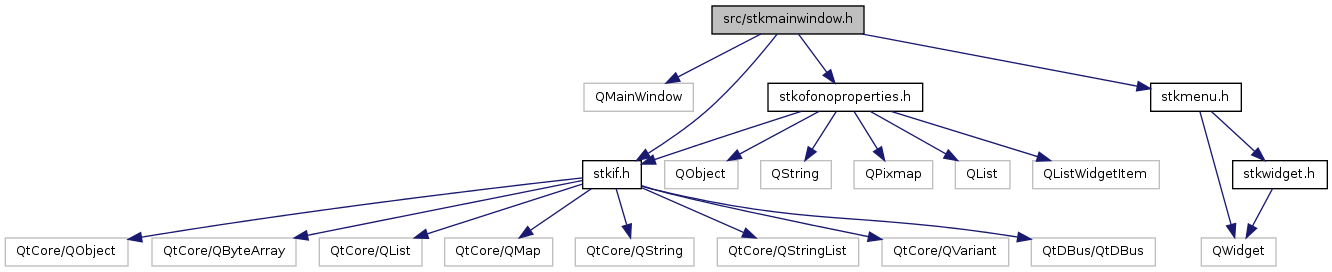 src/stkmainwindow.h
QMainWindow
stkofonoproperties.h
stkmenu.h
stkif.h
QObject
QString
QPixmap
QList
QListWidgetItem
stkwidget.h
QtCore/QObject
QtCore/QByteArray
QtCore/QList
QtCore/QMap
QtCore/QString
QtCore/QStringList
QtCore/QVariant
QtDBus/QtDBus
QWidget